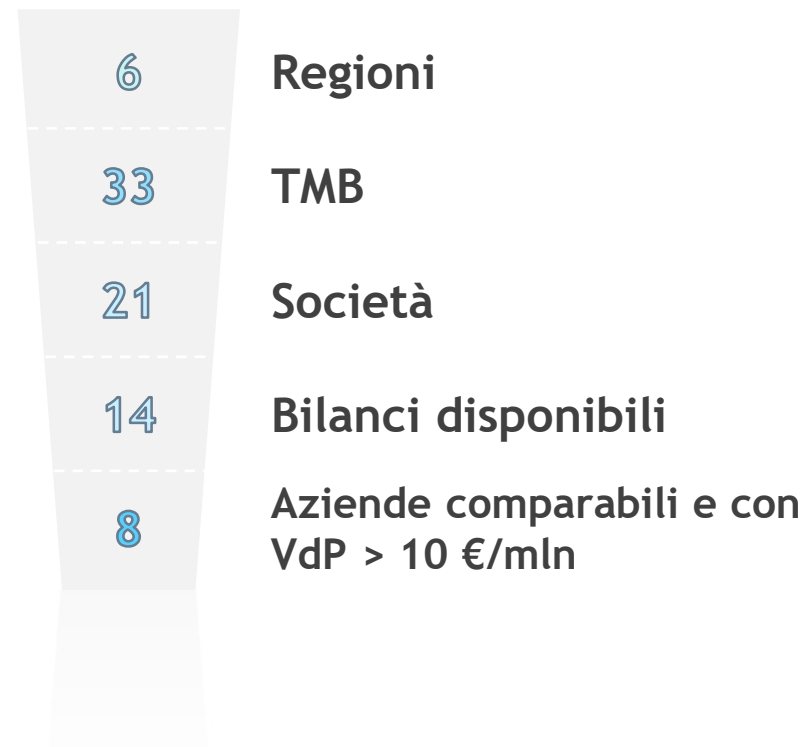 6 Regioni
33 TMB
21 Società
14 Bilanci disponibili
8 Aziende comparabili e con
VdP > 10 €/mln